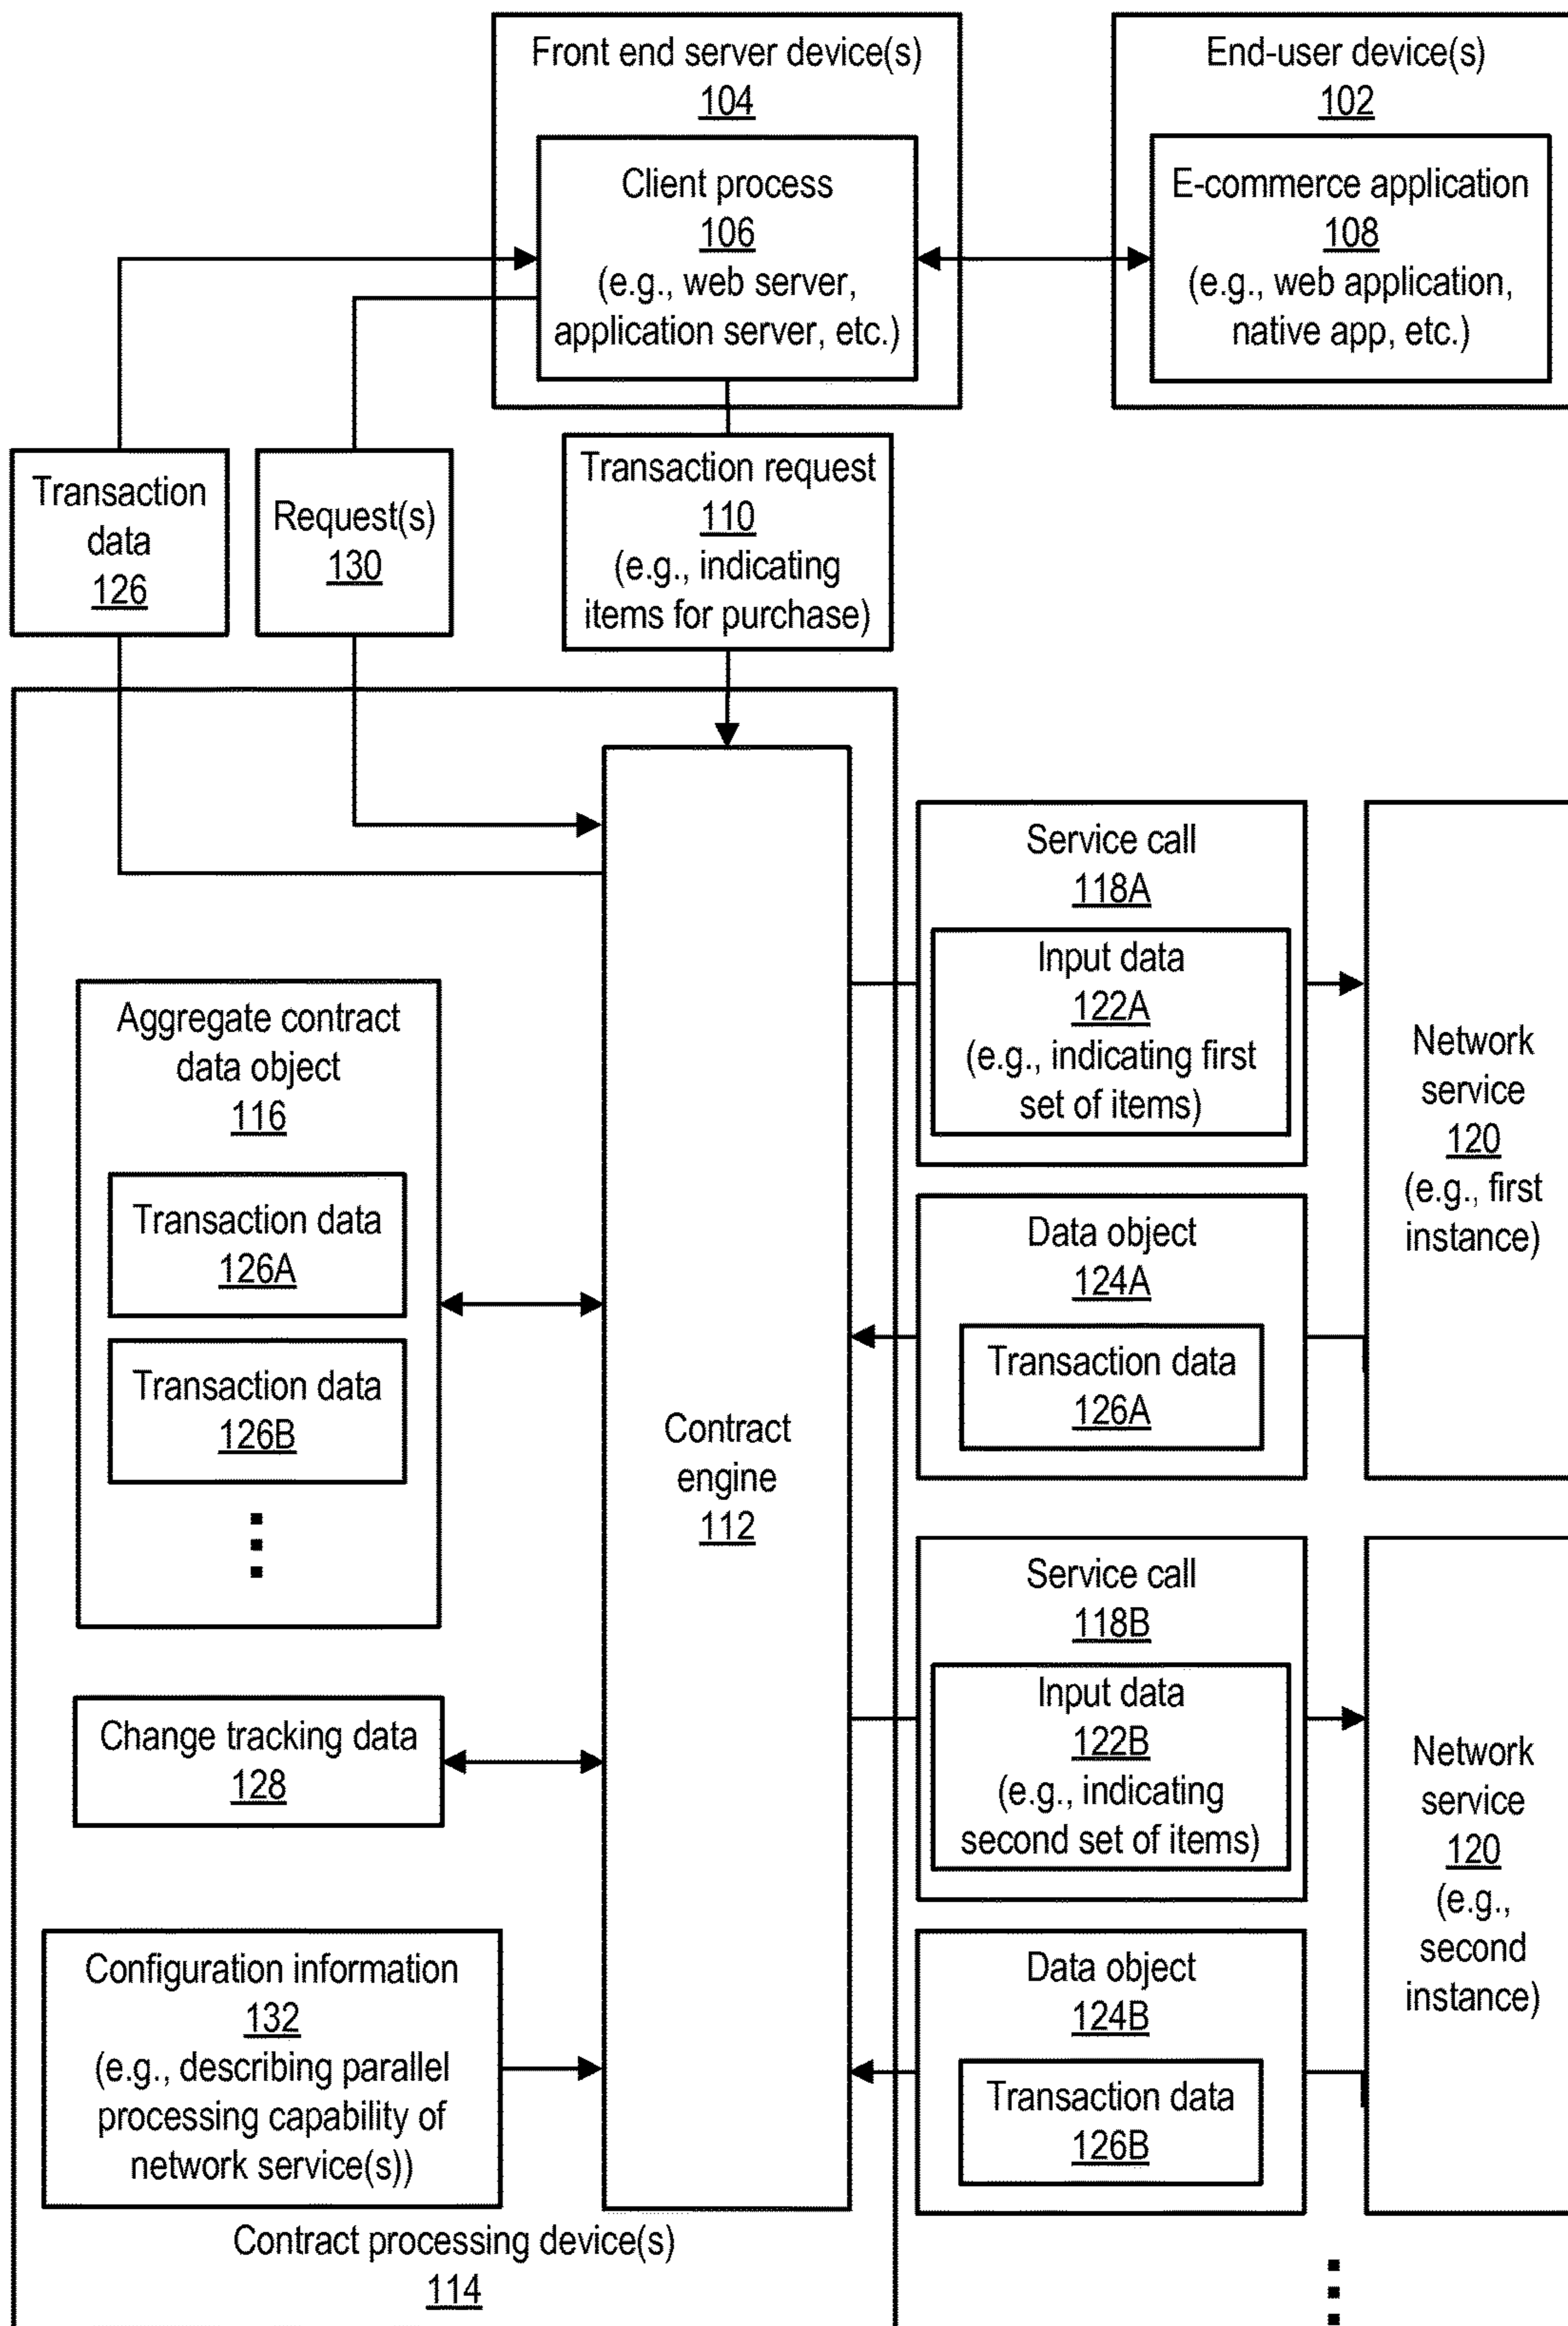 Front end server device(s)
104
Client process
106
(e.g., web server,
application server, etc.)
End-user device(s)
102
E-commerce application
108
(e.g., web application,
native app, etc.)
Transaction
data
126
Request(s)
130
Transaction request
110
(e.g., indicating
items for purchase)
Aggregate contract
data object
116
Transaction data
126A
Transaction data
126B
Change tracking data
128
Configuration information
132
(e.g., describing parallel
processing capability of
network service(s))
Contract processing device(s)
114
Contract
engine
112
Service call
118A
Input data
122A
(e.g., indicating first
set of items)
Data object
124A
Transaction data
126A
Network
service
120
(e.g., first
instance)
Service call
118B
Input data
122B
(e.g., indicating
second set of items)
Data object
124B
Transaction data
126B
Network
service
120
(e.g.,
second
instance)